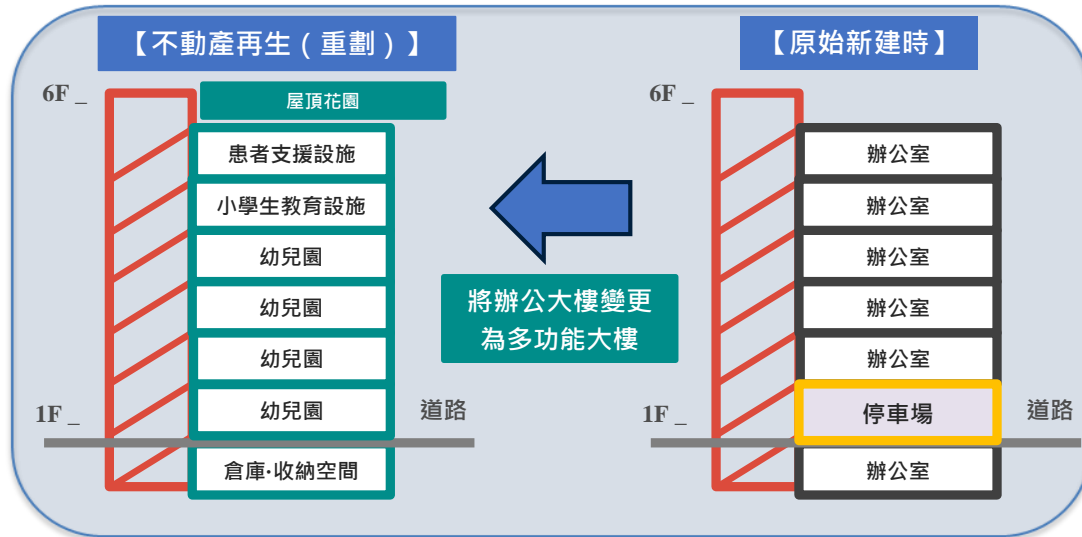 【不動產再生（重劃）】
6F _
屋頂花園
患者支援設施
小學生教育設施
幼兒園
幼兒園
幼兒園
幼兒園
1F _
道路
倉庫·收納空間
將辦公大樓變更
為多功能大樓
【原始新建時】
6F _
辦公室
辦公室
辦公室
辦公室
辦公室
1F _
停車場
道路
辦公室